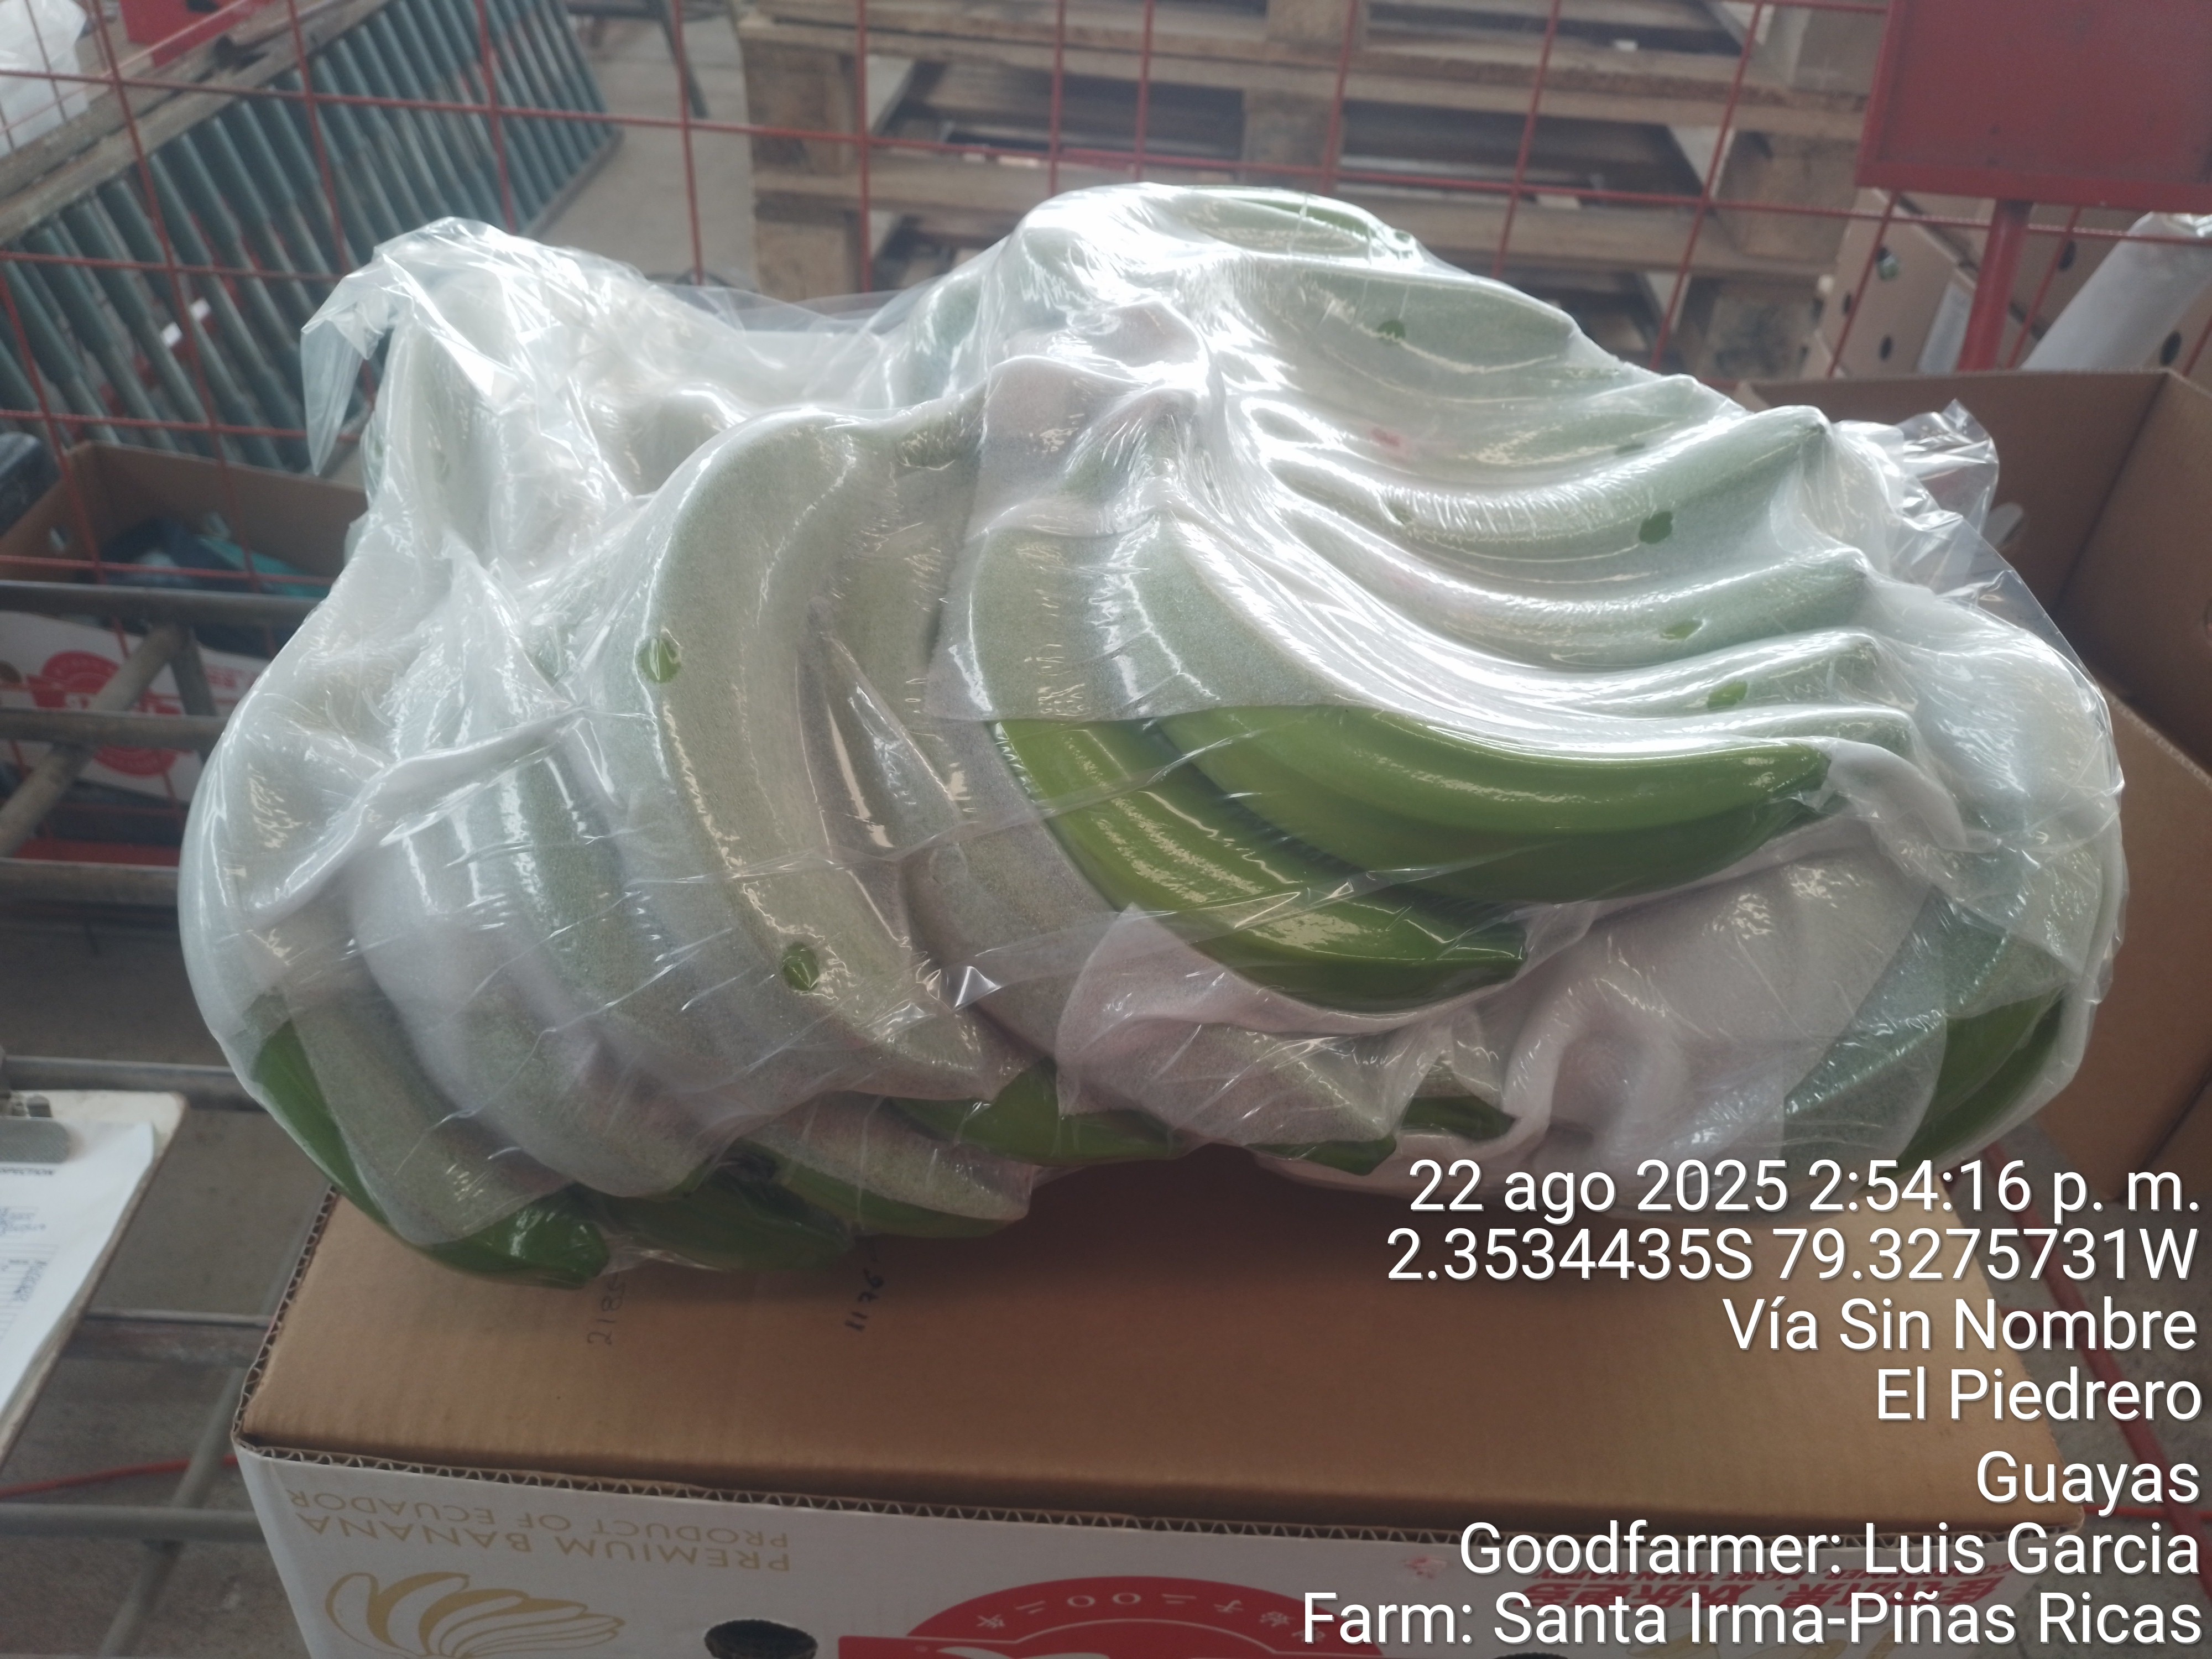 22 ago 2025 2:54:16 p. m.
2.3534435S 79.3275731W
Vía Sin Nombre
El Piedrero
Guayas
Goodfarmer: Luis Garcia
Farm: Santa Irma-Piñas Ricas
1176
PREMIUM BANANA
PRODUCT OF ECUADOR